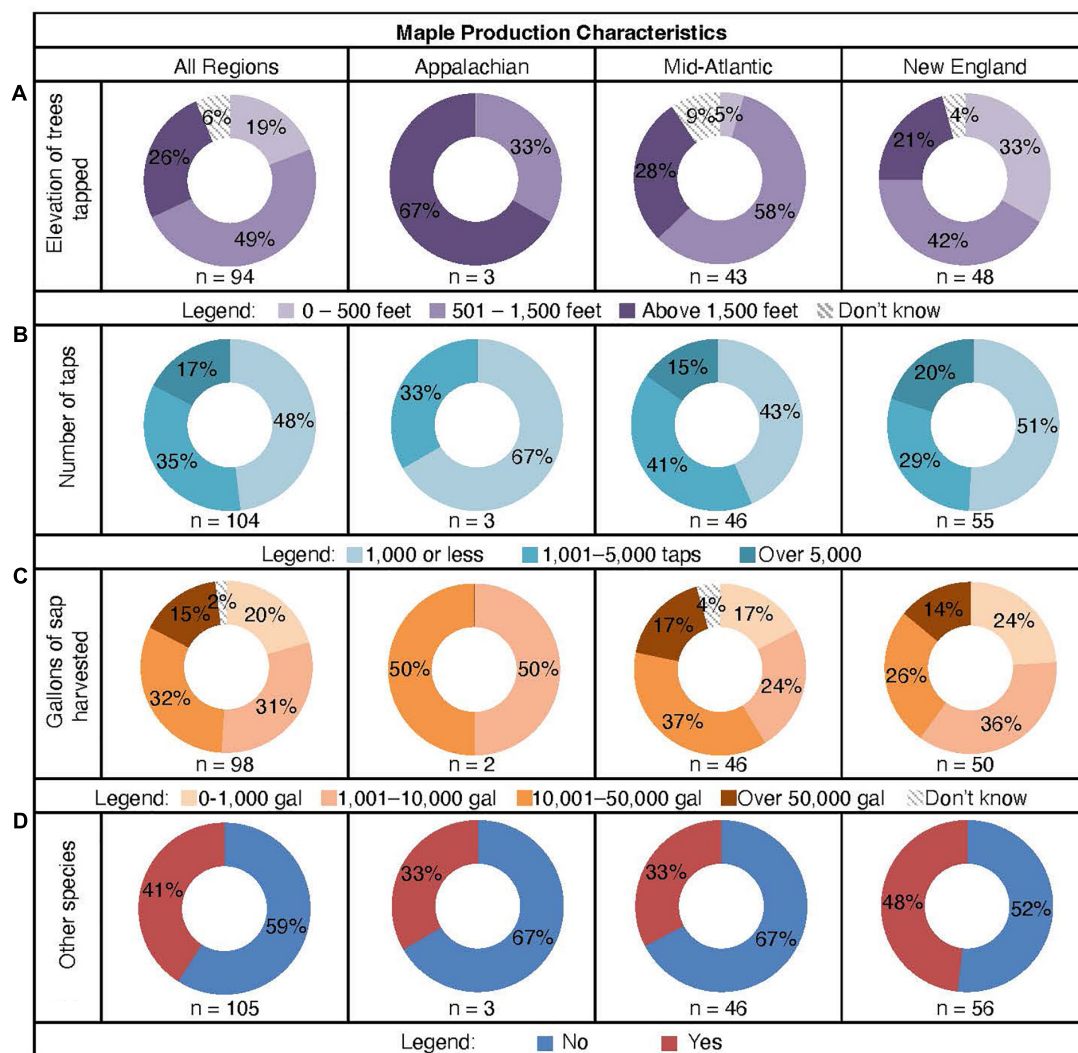 Maple Production Characteristics
All Regions Appalachian Mid-Atlantic New England
A
Elevation of trees
tapped
6% 19% 26% 49%
n = 94
33% 67%
n = 3
9% 5% 28% 58%
n = 43
4% 21% 33% 42%
n = 48
Legend: 0 – 500 feet 501 – 1,500 feet Above 1,500 feet Don't know
B
Number of taps
17% 48% 35%
n = 104
33% 67%
n = 3
15% 43% 41%
n = 46
20% 51% 29%
n = 55
Legend: 1,000 or less 1,001–5,000 taps Over 5,000
C
Gallons of sap
harvested
15% 2% 20% 32% 31%
n = 98
50% 50%
n = 2
4% 17% 17% 24% 37%
n = 46
14% 24% 26% 36%
n = 50
Legend: 0-1,000 gal 1,001–10,000 gal 10,001–50,000 gal Over 50,000 gal Don't know
D
Other species
41% 59%
n = 105
33% 67%
n = 3
33% 67%
n = 46
48% 52%
n = 56
Legend: No Yes